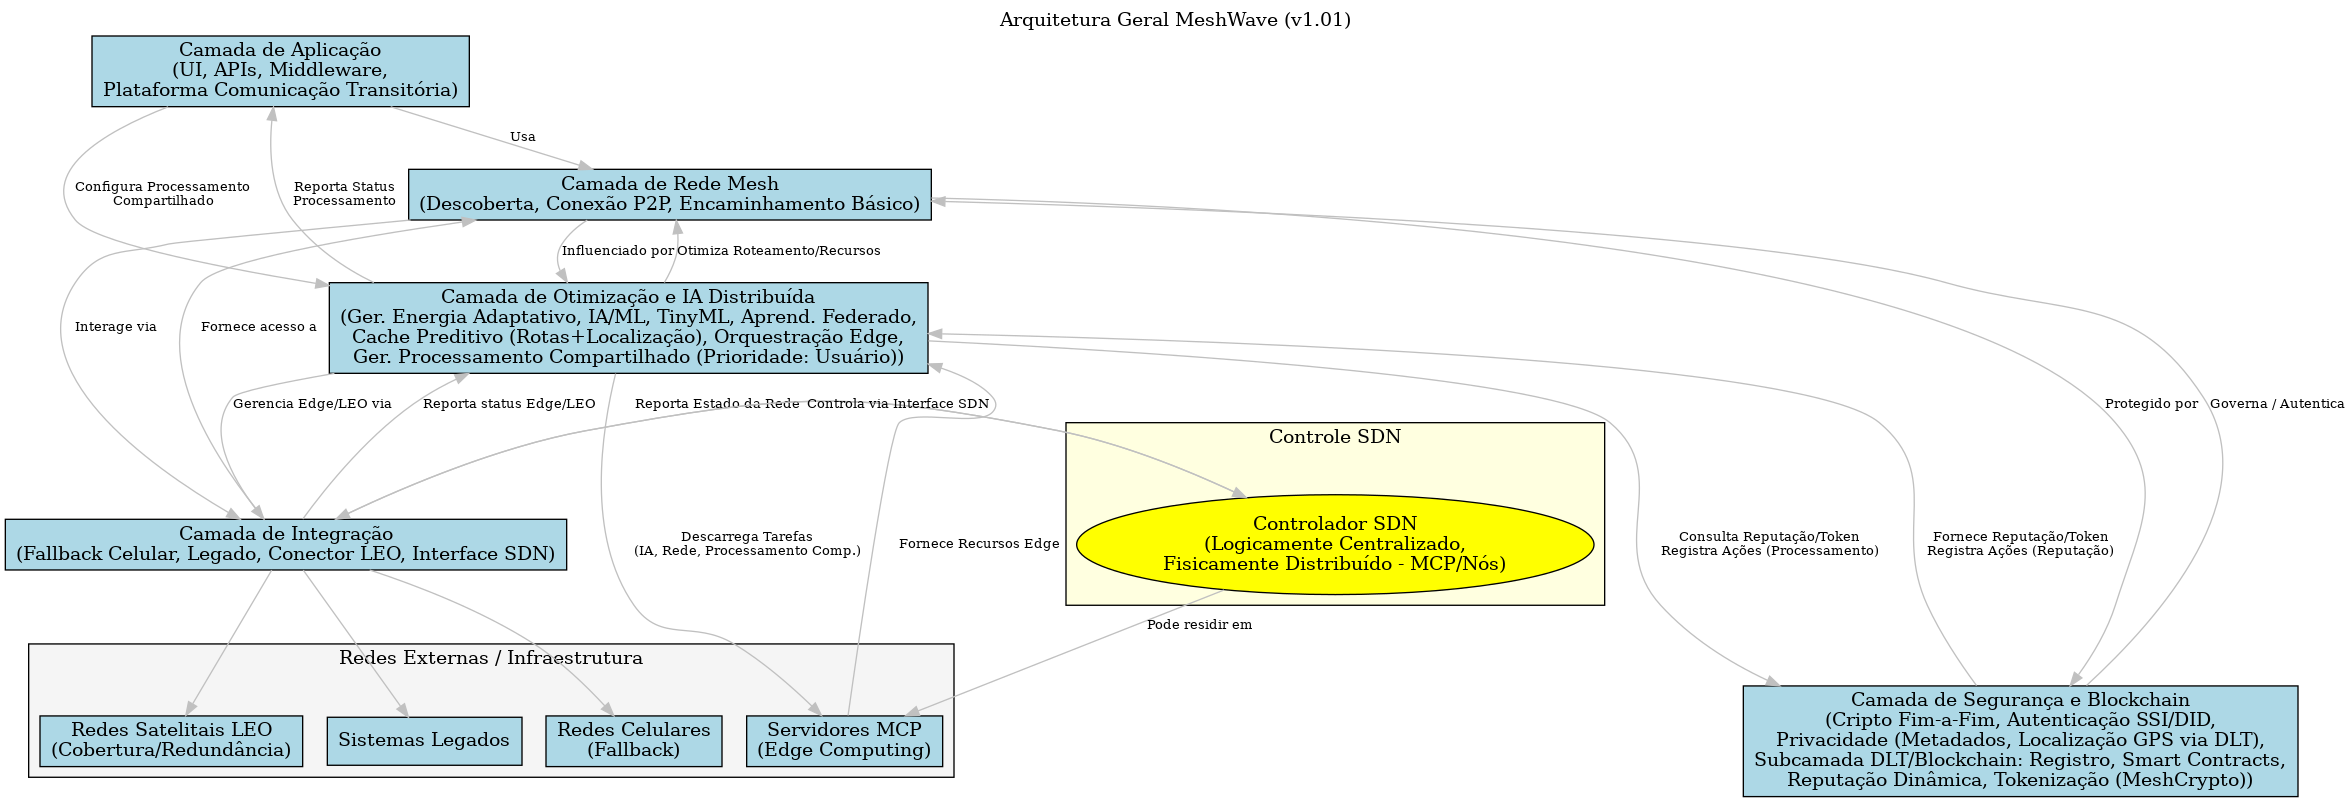 Arquitetura Geral MeshWave (v1.01)
Camada de Aplicação
(UI, APIs, Middleware,
Plataforma Comunicação Transitória)
Usa
Configura Processamento
Compartilhado
Reporta Status
Processamento
Camada de Rede Mesh
(Descoberta, Conexão P2P, Encaminhamento Básico)
Influenciado por
Otimiza Roteamento/Recursos
Camada de Otimização e IA Distribuída
(Ger. Energia Adaptativo, IA/ML, TinyML, Aprend. Federado,
Cache Preditivo (Rotas+Localização), Orquestração Edge,
Ger. Processamento Compartilhado (Prioridade: Usuário))
Interage via
Fornece acesso a
Gerencia Edge/LEO via
Reporta status Edge/LEO
Reporta Estado da Rede
Controla via Interface SDN
Protegido por
Governa / Autentica
Controle SDN
Controlador SDN
(Logicamente Centralizado,
Fisicamente Distribuído - MCP/Nós)
Camada de Integração
(Fallback Celular, Legado, Conector LEO, Interface SDN)
Descarrega Tarefas
(IA, Rede, Processamento Comp.)
Fornece Recursos Edge
Consulta Reputação/Token
Registra Ações (Processamento)
Fornece Reputação/Token
Registra Ações (Reputação)
Pode residir em
Redes Externas / Infraestrutura
Redes Satelitais LEO
(Cobertura/Redundância)
Sistemas Legados
Redes Celulares
(Fallback)
Servidores MCP
(Edge Computing)
Camada de Segurança e Blockchain
(Cripto Fim-a-Fim, Autenticação SSI/DID,
Privacidade (Metadados, Localização GPS via DLT),
Subcamada DLT/Blockchain: Registro, Smart Contracts,
Reputação Dinâmica, Tokenização (MeshCrypto))